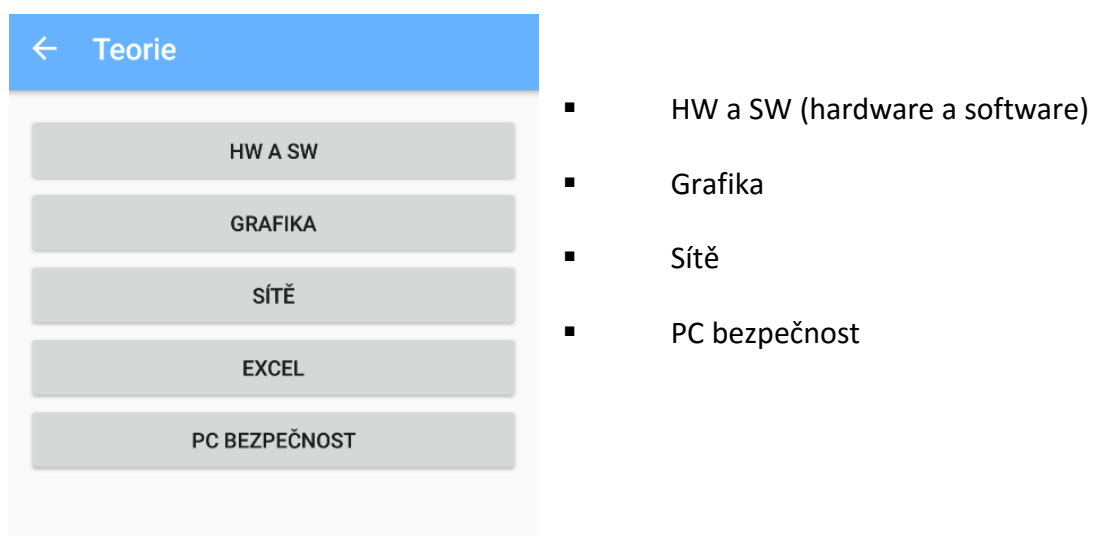 Teorie
HW A SW
GRAFIKA
SÍTĚ
EXCEL
PC BEZPEČNOST
HW a SW (hardware a software)
Grafika
Sítě
PC bezpečnost